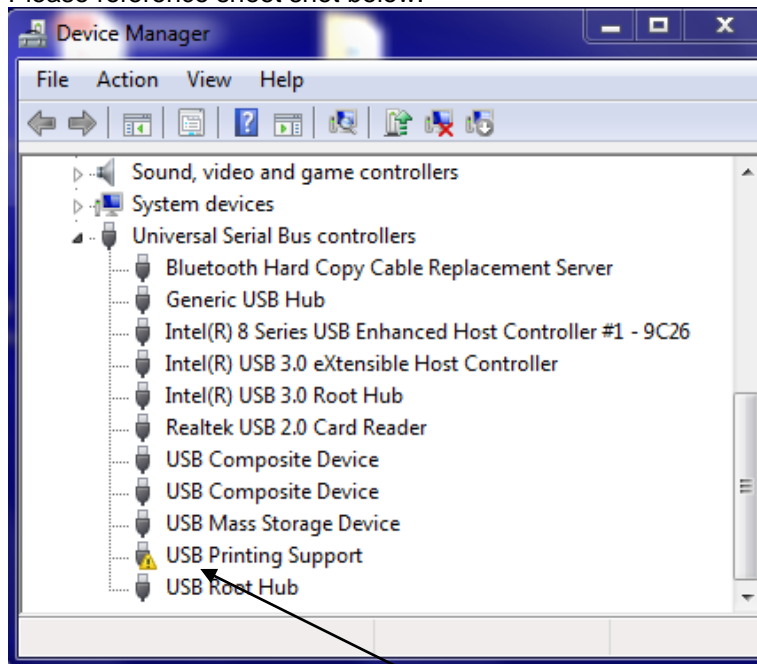 Device Manager
File Action View Help
Sound, video and game controllers
System devices
Universal Serial Bus controllers
Bluetooth Hard Copy Cable Replacement Server
Generic USB Hub
Intel(R) 8 Series USB Enhanced Host Controller #1 - 9C26
Intel(R) USB 3.0 eXtensible Host Controller
Intel(R) USB 3.0 Root Hub
Realtek USB 2.0 Card Reader
USB Composite Device
USB Composite Device
USB Mass Storage Device
USB Printing Support
USB Root Hub